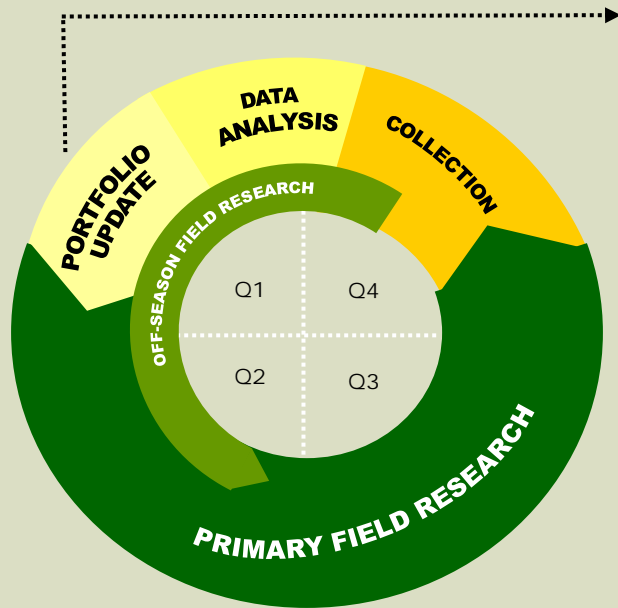 DATA
ANALYSIS
COLLECTION
PORTFOLIO
UPDATE
OFF-SEASON FIELD RESEARCH
Q1
Q4
Q2
Q3
PRIMARY FIELD RESEARCH